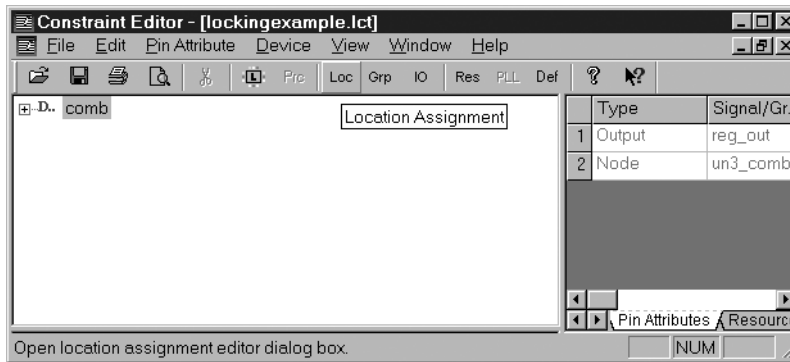 Constraint Editor - [lockingexample.lct]
File Edit Pin Attribute Device View Window Help
L Prc Loc Grp IO Res PLL Def ? ?
D.. comb
Location Assignment
Type Signal/Gr.
1 Output reg_out
2 Node un3_comb
Pin Attributes Resourc
Open location assignment editor dialog box. NUM